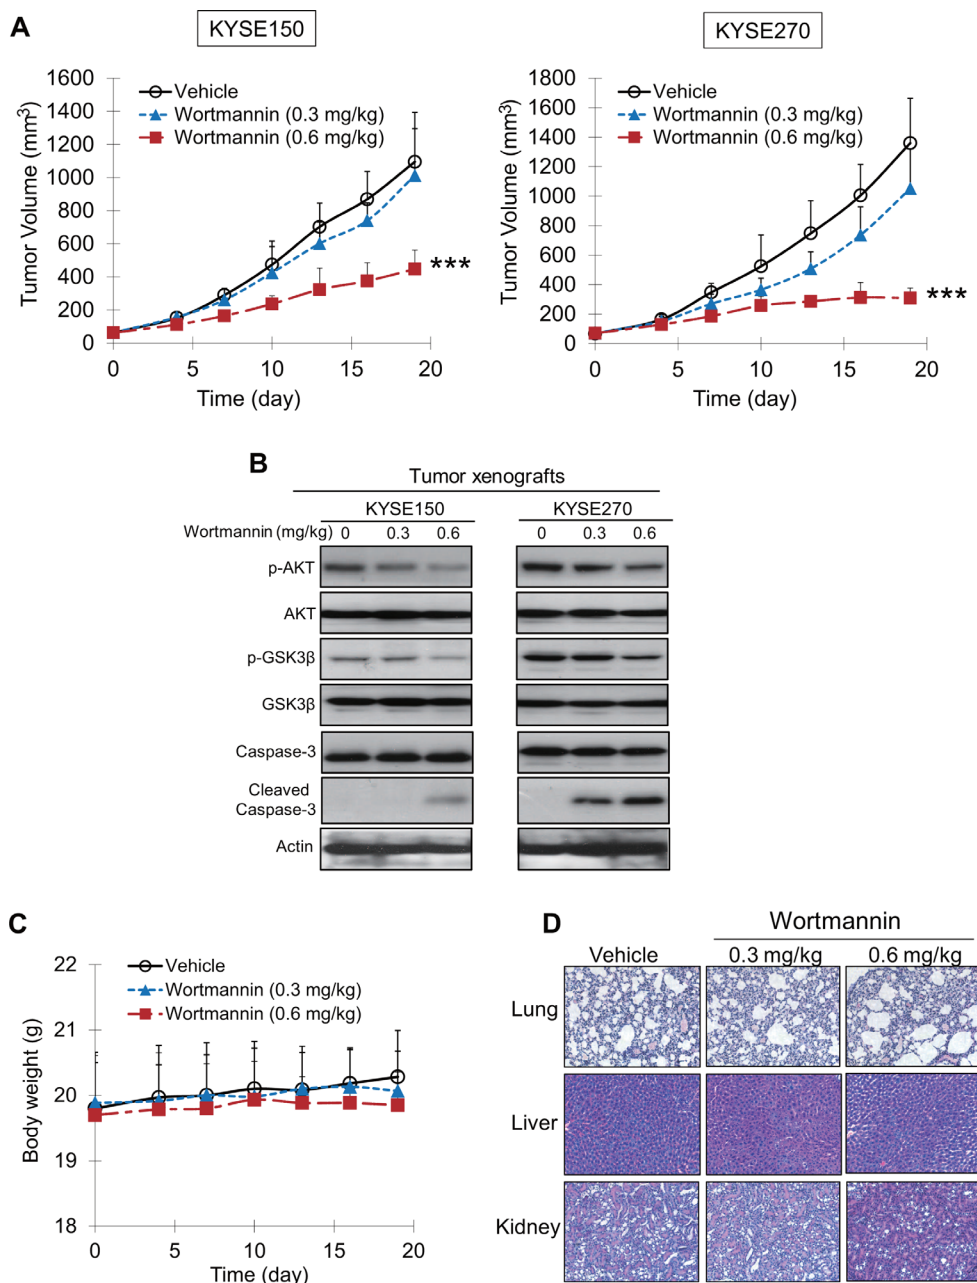 A
KYSE150
KYSE270
Vehicle
Wortmannin (0.3 mg/kg)
Wortmannin (0.6 mg/kg)
Tumor Volume (mm³)
1600
1400
1200
1000
800
600
400
200
0
***
0 5 10 15 20
Time (day)
Vehicle
Wortmannin (0.3 mg/kg)
Wortmannin (0.6 mg/kg)
Tumor Volume (mm³)
1800
1600
1400
1200
1000
800
600
400
200
0
***
0 5 10 15 20
Time (day)
B
Tumor xenografts
KYSE150 KYSE270
Wortmannin (mg/kg) 0 0.3 0.6 0 0.3 0.6
p-AKT
AKT
p-GSK3β
GSK3β
Caspase-3
Cleaved
Caspase-3
Actin
C
Vehicle
Wortmannin (0.3 mg/kg)
Wortmannin (0.6 mg/kg)
Body weight (g)
22
21
20
19
18
0 5 10 15 20
Time (day)
D
Wortmannin
Vehicle 0.3 mg/kg 0.6 mg/kg
Lung
Liver
Kidney